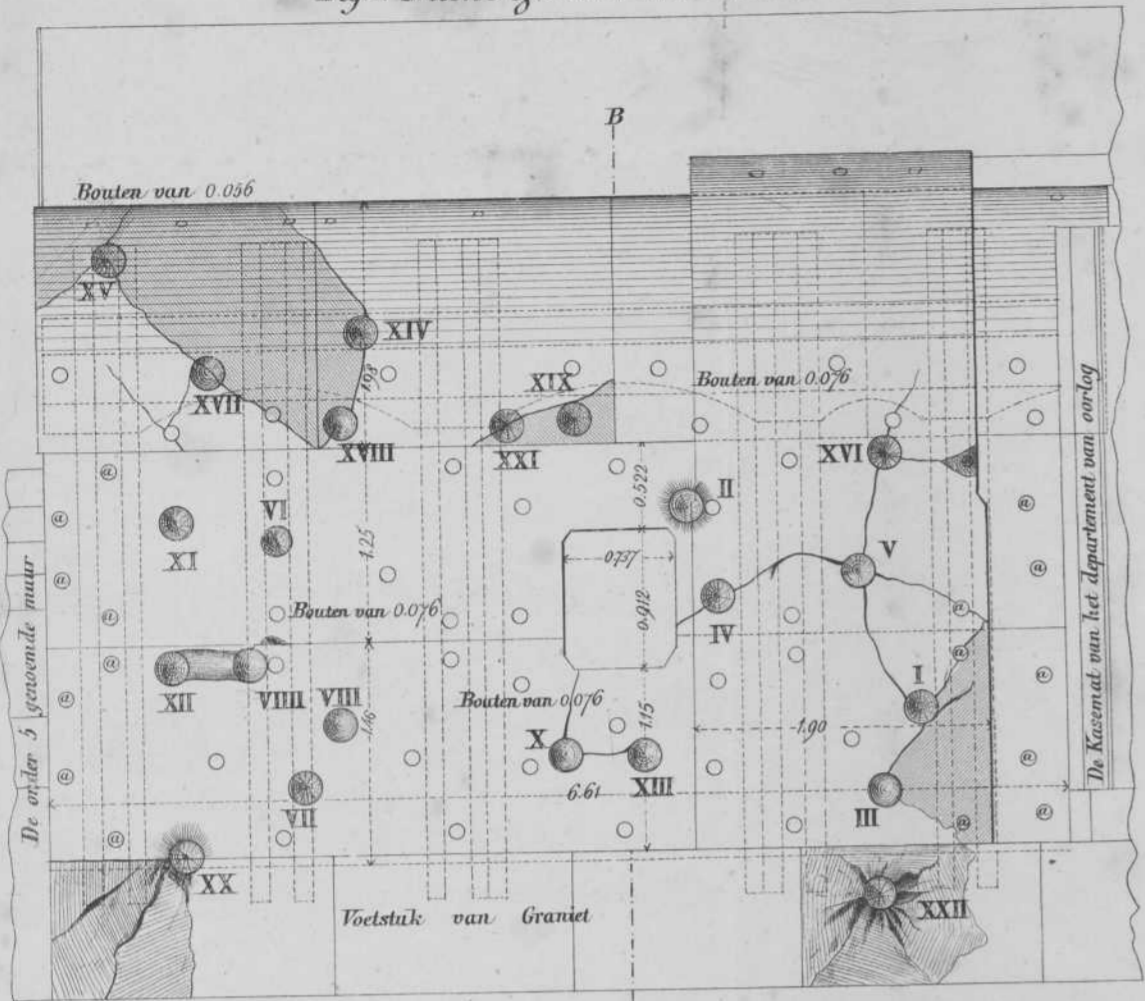 B
Bouten van 0.056
XV
XIV
1.93
XVII
XIX
Bouten van 0.076
XVIII
XXI
XVI
@
0.522
II
@
VI
@
XI
1.25
0.737
V
@
@
0.912
@
@
Bouten van 0.076
IV
@
@
@
@
XII
VIIII
VIII
Bouten van 0.076
@
I
1.16
X
1.15
1.90
@
6.61
XIII
@
VII
III
@
@
@
XX
XXII
Voetstuk van Graniet
De onder 5 genoemde muur
De Kasemat van het departement van oorlog